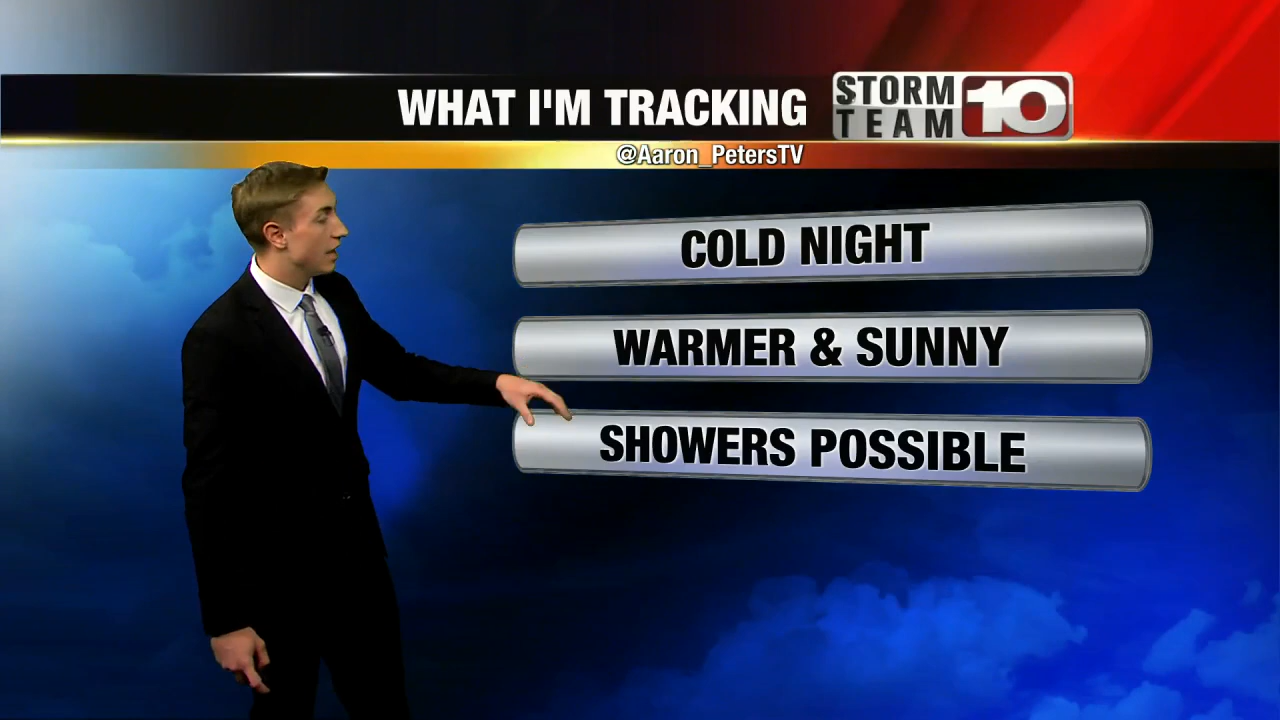 WHAT I'M TRACKING
STORM TEAM 10
@Aaron_PetersTV
COLD NIGHT
WARMER & SUNNY
SHOWERS POSSIBLE